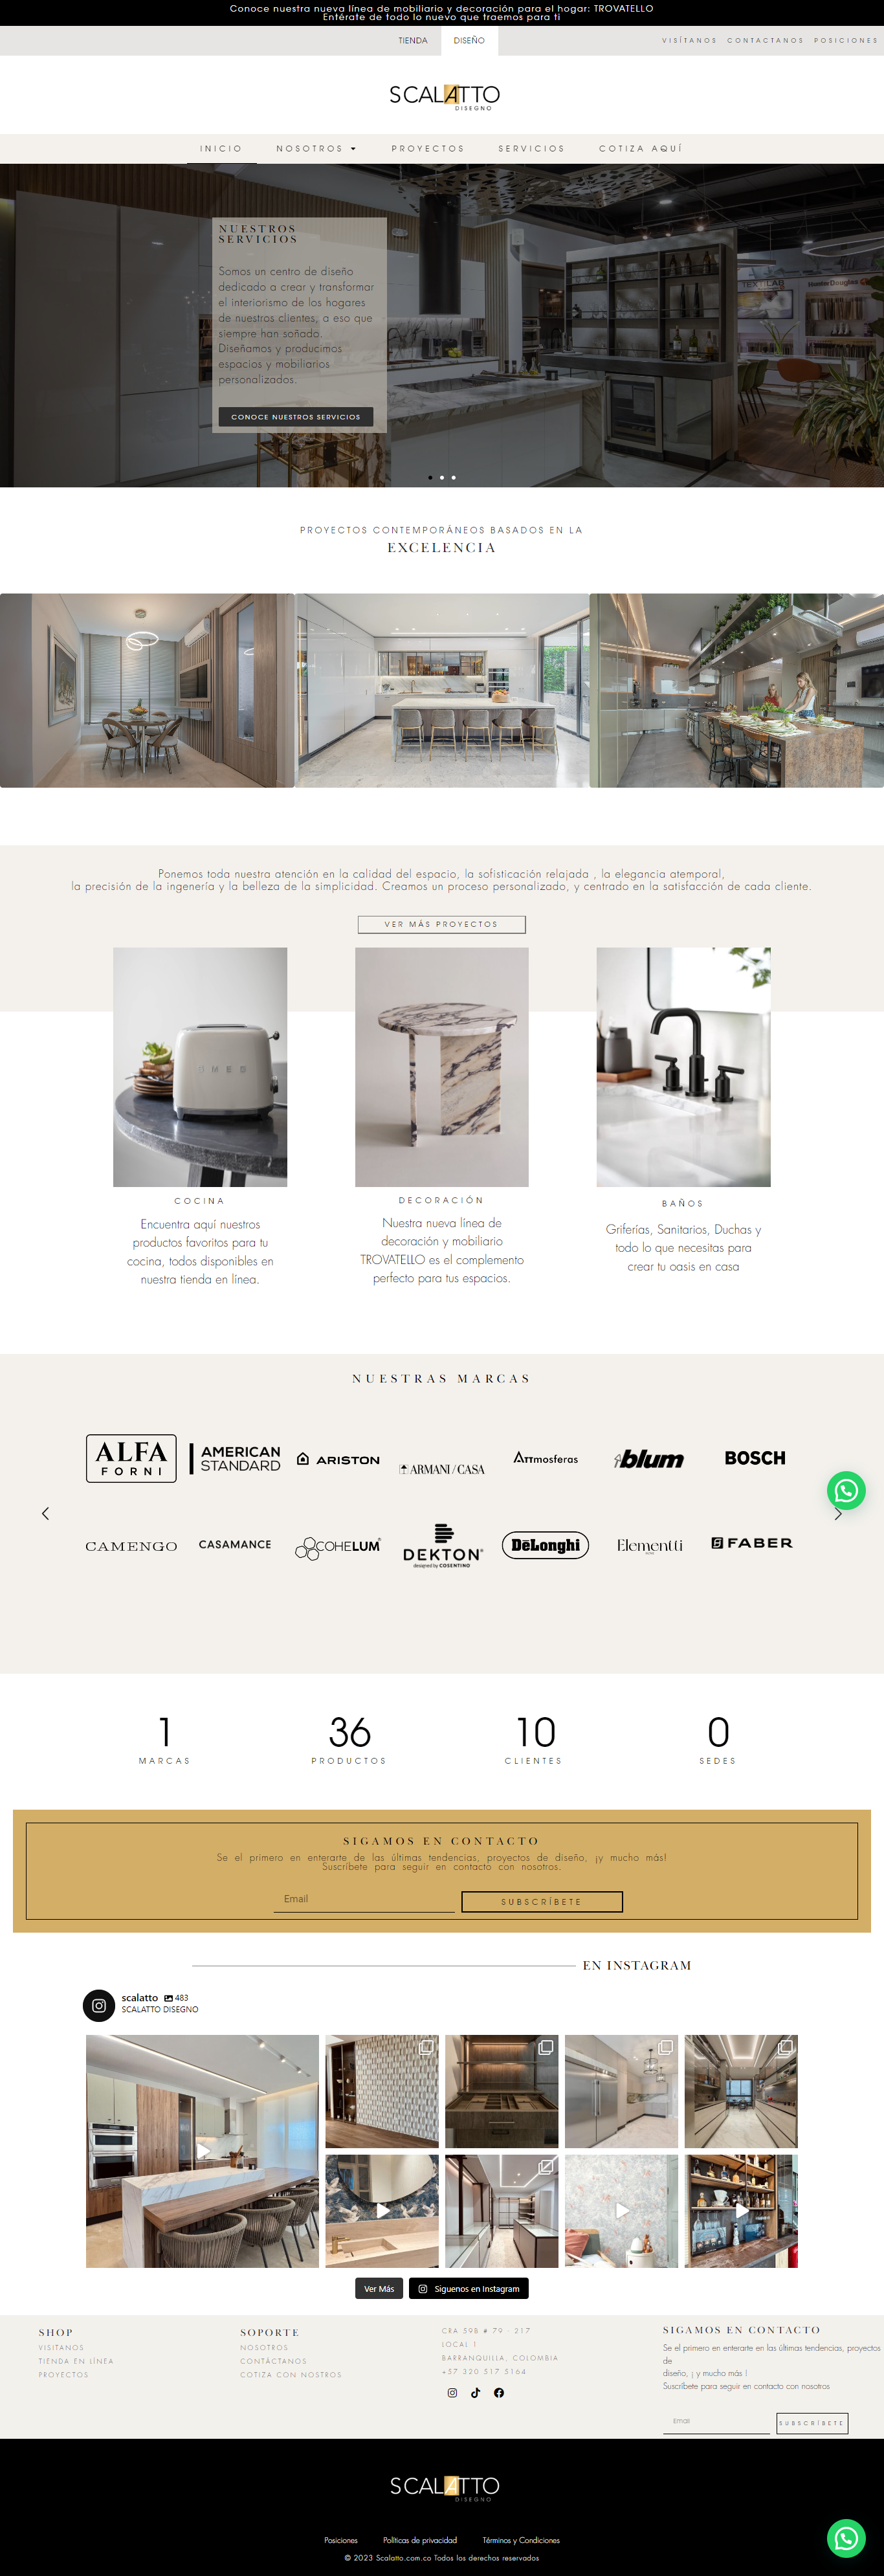 Conoce nuestra nueva línea de mobiliario y decoración para el hogar: TROVATELLO
Entérate de todo lo nuevo que traemos para ti
TIENDA
DISEÑO
VISÍTANOS
CONTACTANOS
POSICIONES
SCALATTO
DISEGNO
INICIO
NOSOTROS
PROYECTOS
SERVICIOS
COTIZA AQUÍ
NUESTROS
SERVICIOS
Somos un centro de diseño
dedicado a crear y transformar
el interiorismo de los hogares
de nuestros clientes, a eso que
siempre han soñado.
Diseñamos y producimos
espacios y mobiliarios
personalizados.
CONOCE NUESTROS SERVICIOS
HunterDouglas
PROYECTOS CONTEMPORÁNEOS BASADOS EN LA
EXCELENCIA
Ponemos toda nuestra atención en la calidad del espacio, la sofisticación relajada , la elegancia atemporal,
la precisión de la ingenería y la belleza de la simplicidad. Creamos un proceso personalizado, y centrado en la satisfacción de cada cliente.
VER MÁS PROYECTOS
SMEG
COCINA
Encuentra aquí nuestros
productos favoritos para tu
cocina, todos disponibles en
nuestra tienda en línea.
DECORACIÓN
Nuestra nueva línea de
decoración y mobiliario
TROVATELLO es el complemento
perfecto para tus espacios.
BAÑOS
Griferías, Sanitarios, Duchas y
todo lo que necesitas para
crear tu oasis en casa
NUESTRAS MARCAS
ALFA
FORNI
AMERICAN
STANDARD
ARISTON
ARMANI/CASA
Attmosferas
blum
BOSCH
CAMENGO
CASAMANCE
COHELUM
DEKTON
designed by COSENTINO
DeLonghi
Elementti
FABER
1
MARCAS
36
PRODUCTOS
10
CLIENTES
0
SEDES
SIGAMOS EN CONTACTO
Se el primero en enterarte de las últimas tendencias, proyectos de diseño, ¡y mucho más!
Suscríbete para seguir en contacto con nosotros.
Email
SUBSCRÍBETE
EN INSTAGRAM
scalatto 483
SCALATTO DISEGNO
Ver Más
Siguenos en Instagram
SHOP
VISITANOS
TIENDA EN LÍNEA
PROYECTOS
SOPORTE
NOSOTROS
CONTÁCTANOS
COTIZA CON NOSTROS
CRA 59B # 79 - 217
LOCAL 1
BARRANQUILLA, COLOMBIA
+57 320 517 5164
SIGAMOS EN CONTACTO
Se el primero en enterarte en las últimas tendencias, proyectos
de
diseño, ¡ y mucho más !
Suscríbete para seguir en contacto con nosotros
Email
SUBSCRÍBETE
SCALATTO
DISEGNO
Posiciones
Políticas de privacidad
Términos y Condiciones
© 2023 Scalatto.com.co Todos los derechos reservados